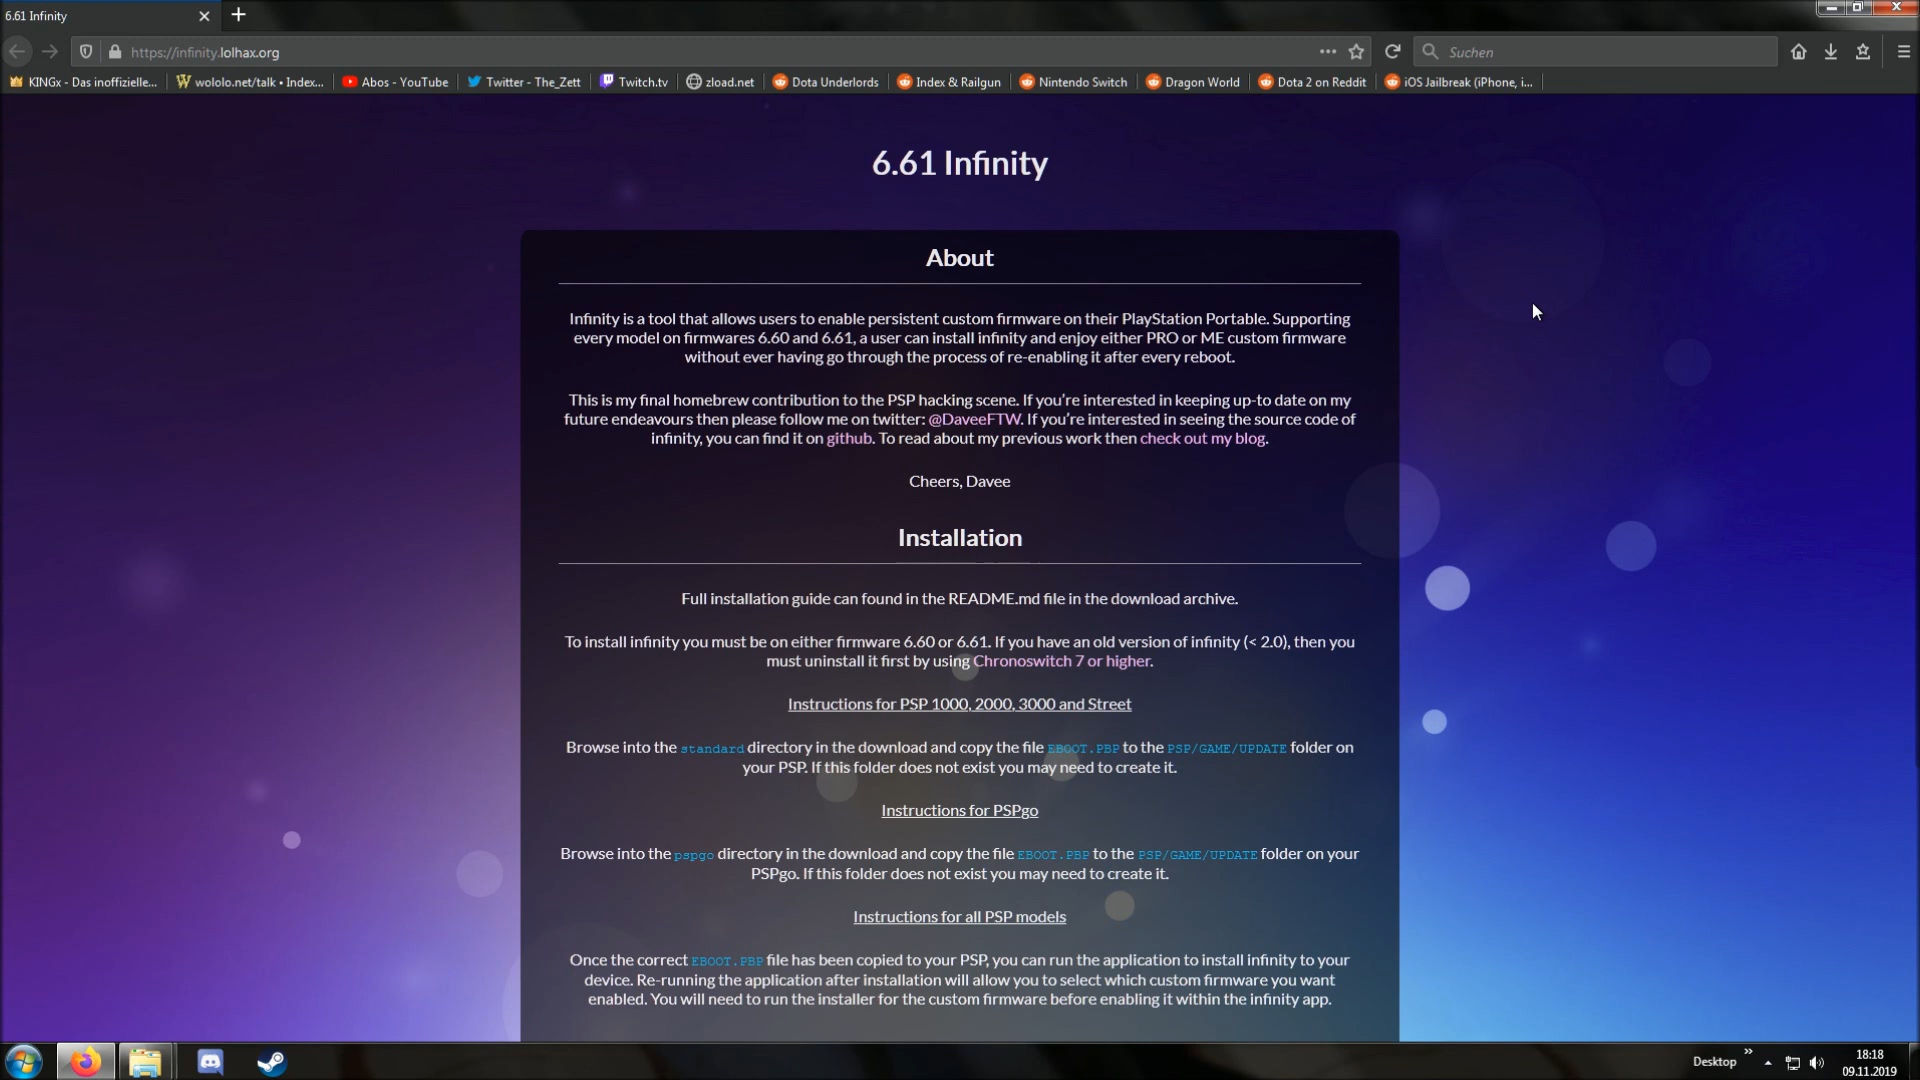 6.61 Infinity
https://infinity.lolhax.org
Suchen
KINGx - Das inoffizielle...
wololo.net/talk • Index...
Abos - YouTube
Twitter - The_Zett
Twitch.tv
zload.net
Dota Underlords
Index & Railgun
Nintendo Switch
Dragon World
Dota 2 on Reddit
iOS Jailbreak (iPhone, i...
6.61 Infinity
About
Infinity is a tool that allows users to enable persistent custom firmware on their PlayStation Portable. Supporting
every model on firmwares 6.60 and 6.61, a user can install infinity and enjoy either PRO or ME custom firmware
without ever having go through the process of re-enabling it after every reboot.
This is my final homebrew contribution to the PSP hacking scene. If you're interested in keeping up-to date on my
future endeavours then please follow me on twitter: @DaveeFTW. If you're interested in seeing the source code of
infinity, you can find it on github. To read about my previous work then check out my blog.
Cheers, Davee
Installation
Full installation guide can found in the README.md file in the download archive.
To install infinity you must be on either firmware 6.60 or 6.61. If you have an old version of infinity (< 2.0), then you
must uninstall it first by using Chronoswitch 7 or higher.
Instructions for PSP 1000, 2000, 3000 and Street
Browse into the standard directory in the download and copy the file EBOOT.PBP to the PSP/GAME/UPDATE folder on
your PSP. If this folder does not exist you may need to create it.
Instructions for PSPgo
Browse into the pspgo directory in the download and copy the file EBOOT.PBP to the PSP/GAME/UPDATE folder on your
PSPgo. If this folder does not exist you may need to create it.
Instructions for all PSP models
Once the correct EBOOT.PBP file has been copied to your PSP, you can run the application to install infinity to your
device. Re-running the application after installation will allow you to select which custom firmware you want
enabled. You will need to run the installer for the custom firmware before enabling it within the infinity app.
Desktop
18:18
09.11.2019